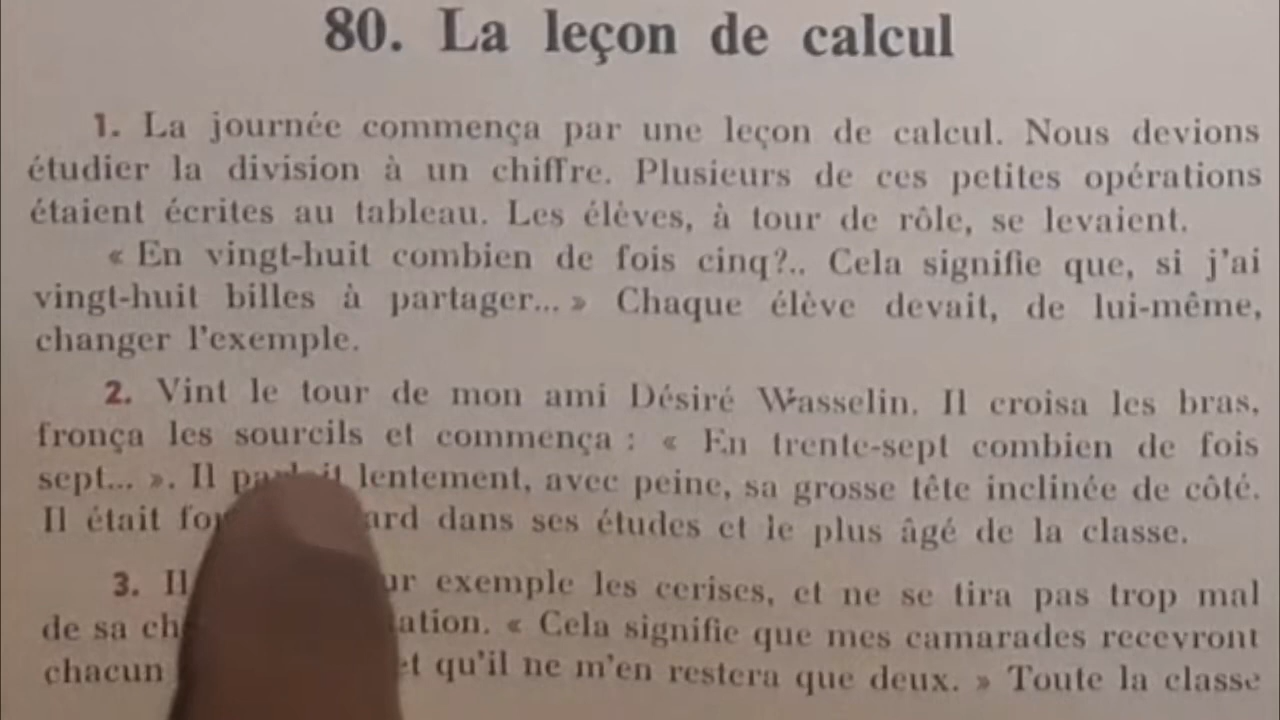 80. La leçon de calcul
1. La journée commença par une leçon de calcul. Nous devions
étudier la division à un chiffre. Plusieurs de ces petites opérations
étaient écrites au tableau. Les élèves, à tour de rôle, se levaient.
« En vingt-huit combien de fois cinq?.. Cela signifie que, si j'ai
vingt-huit billes à partager... » Chaque élève devait, de lui-même,
changer l'exemple.
2. Vint le tour de mon ami Désiré Wasselin. Il croisa les bras,
fronça les sourcils et commença : « En trente-sept combien de fois
sept... ». Il parlait lentement, avec peine, sa grosse tête inclinée de côté.
Il était dans ses études et le plus âgé de la classe.
3. Il exemple les cerises, et ne se tira pas trop mal
de sa « Cela signifie que mes camarades recevront
chacun et qu'il ne m'en restera que deux. » Toute la classe